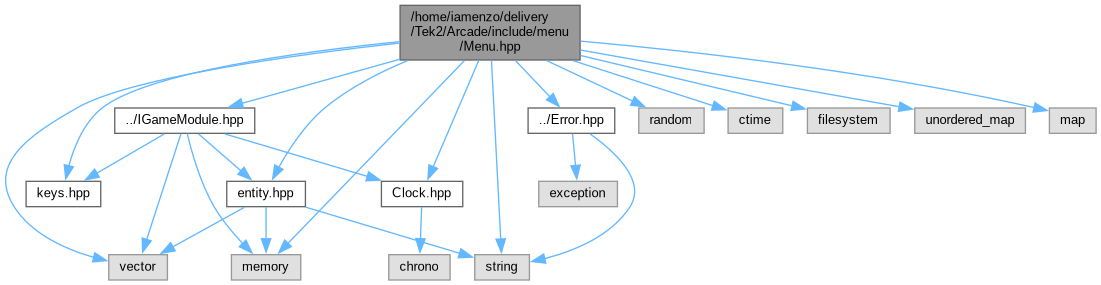 /home/iamenzo/delivery
/Tek2/Arcade/include/menu
/Menu.hpp
../IGameModule.hpp
../Error.hpp
random
ctime
filesystem
unordered_map
map
keys.hpp
entity.hpp
Clock.hpp
exception
vector
memory
chrono
string